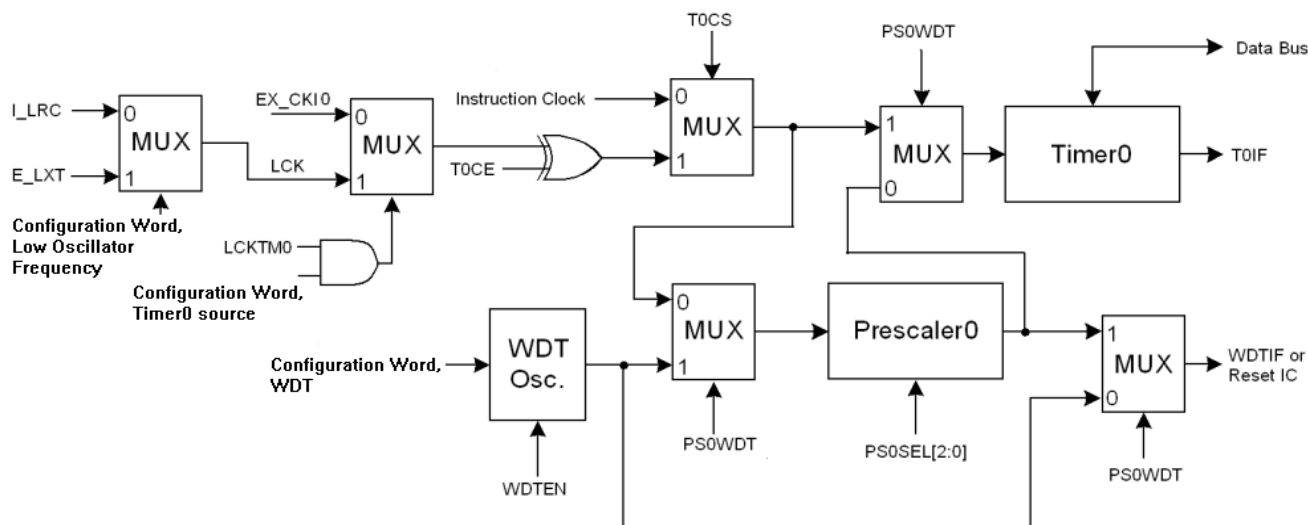 T0CS
PS0WDT
Data Bus
I_LRC
0
MUX
1
E_LXT
EX_CKI0
0
MUX
1
LCK
Instruction Clock
0
MUX
1
T0CE
1
MUX
0
Timer0
T0IF
Configuration Word,
Low Oscillator
Frequency
LCKTM0
Configuration Word,
Timer0 source
Configuration Word,
WDT
WDT
Osc.
WDTEN
0
MUX
1
PS0WDT
Prescaler0
PS0SEL[2:0]
1
MUX
0
PS0WDT
WDTIF or
Reset IC